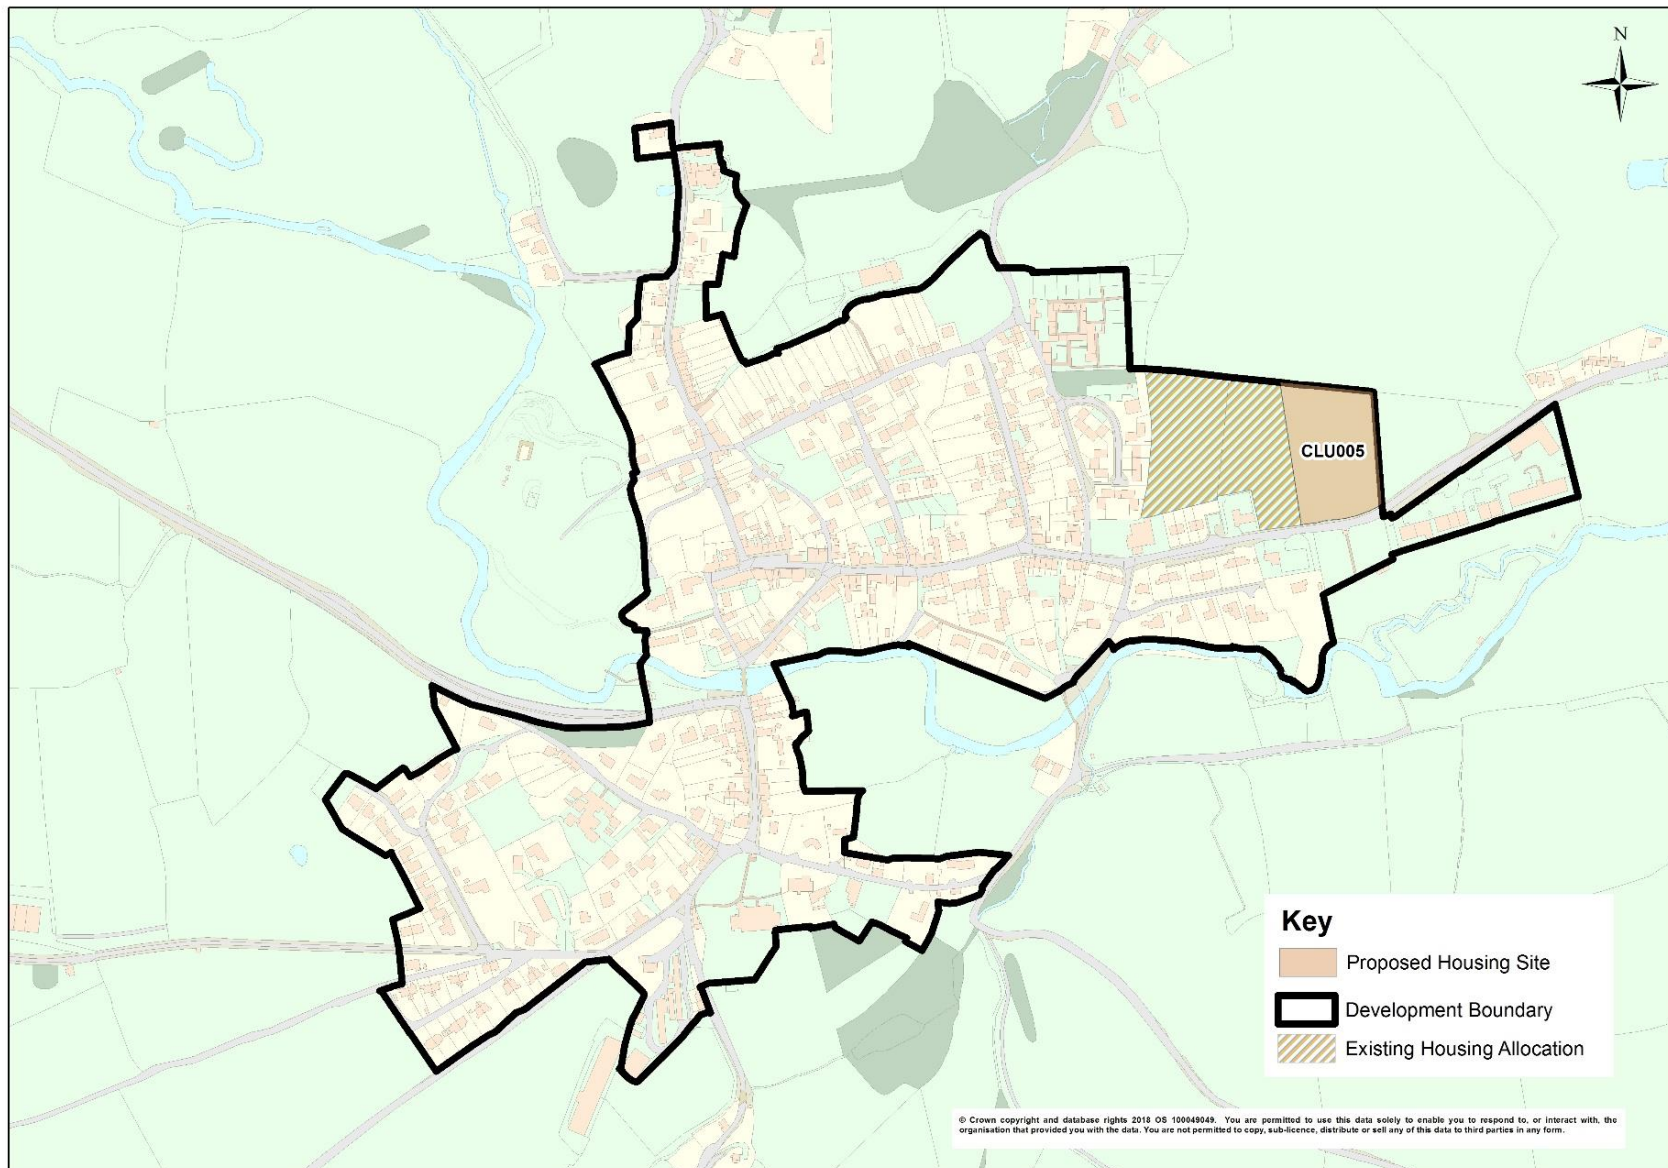 N
CLU005
Key
Proposed Housing Site
Development Boundary
Existing Housing Allocation
© Crown copyright and database rights 2018 OS 100049049. You are permitted to use this data solely to enable you to respond to, or interact with, the
organisation that provided you with the data. You are not permitted to copy, sub-licence, distribute or sell any of this data to third parties in any form.